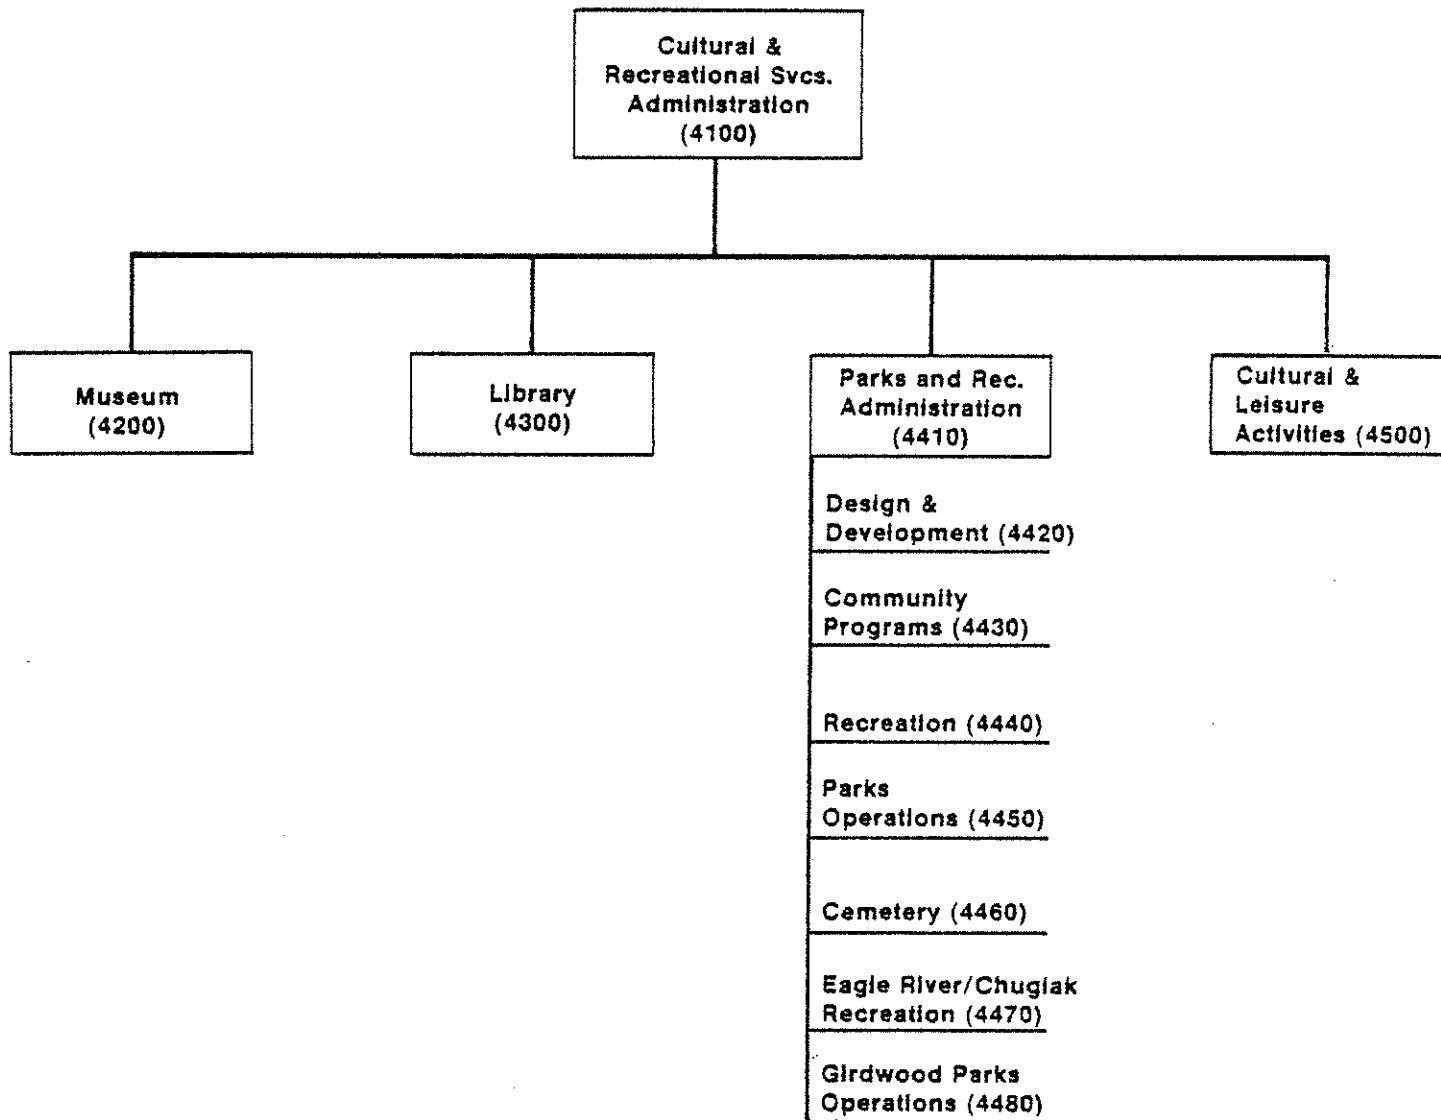 Cultural &
Recreational Svcs.
Administration
(4100)
Museum
(4200)
Library
(4300)
Parks and Rec.
Administration
(4410)
Cultural &
Leisure
Activities (4500)
Design &
Development (4420)
Community
Programs (4430)
Recreation (4440)
Parks
Operations (4450)
Cemetery (4460)
Eagle River/Chugiak
Recreation (4470)
Girdwood Parks
Operations (4480)